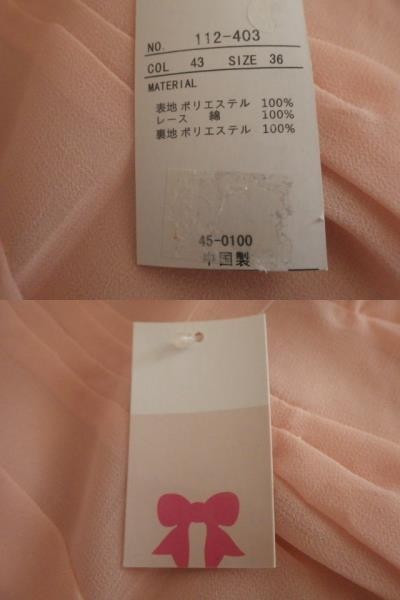 NO. 112-403
COL 43 SIZE 36
MATERIAL
表地 ポリエステル 100%
レース 綿 100%
裏地 ポリエステル 100%
45-0100
中国製